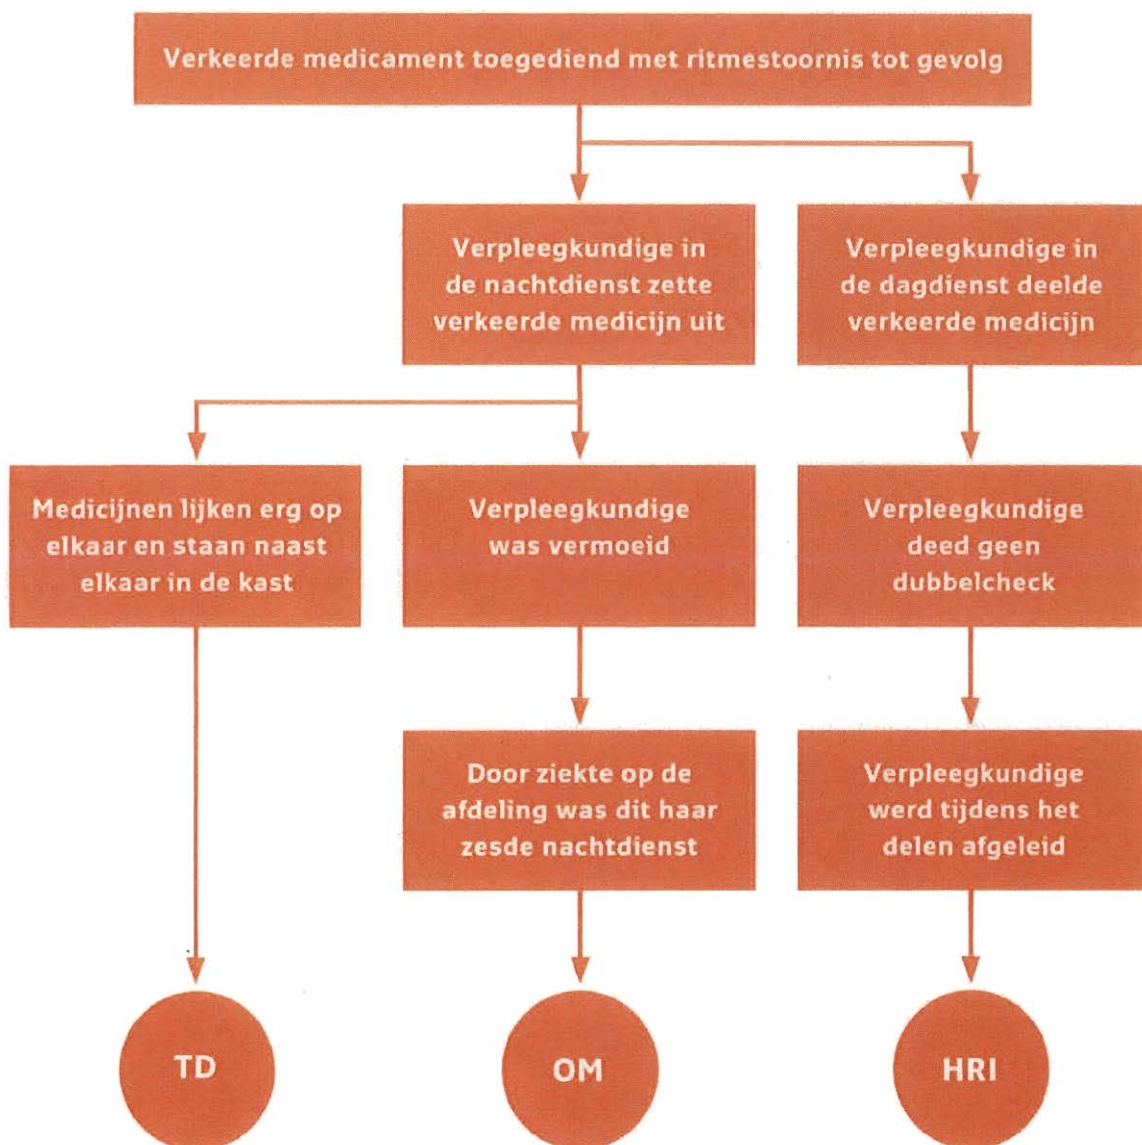 Verkeerde medicament toegediend met ritmestoornis tot gevolg
Verpleegkundige in
de nachtdienst zette
verkeerde medicijn uit
Verpleegkundige in
de dagdienst deelde
verkeerde medicijn
Medicijnen lijken erg op
elkaar en staan naast
elkaar in de kast
Verpleegkundige
was vermoeid
Verpleegkundige
deed geen
dubbelcheck
Door ziekte op de
afdeling was dit haar
zesde nachtdienst
Verpleegkundige
werd tijdens het
delen afgeleid
TD
OM
HRI